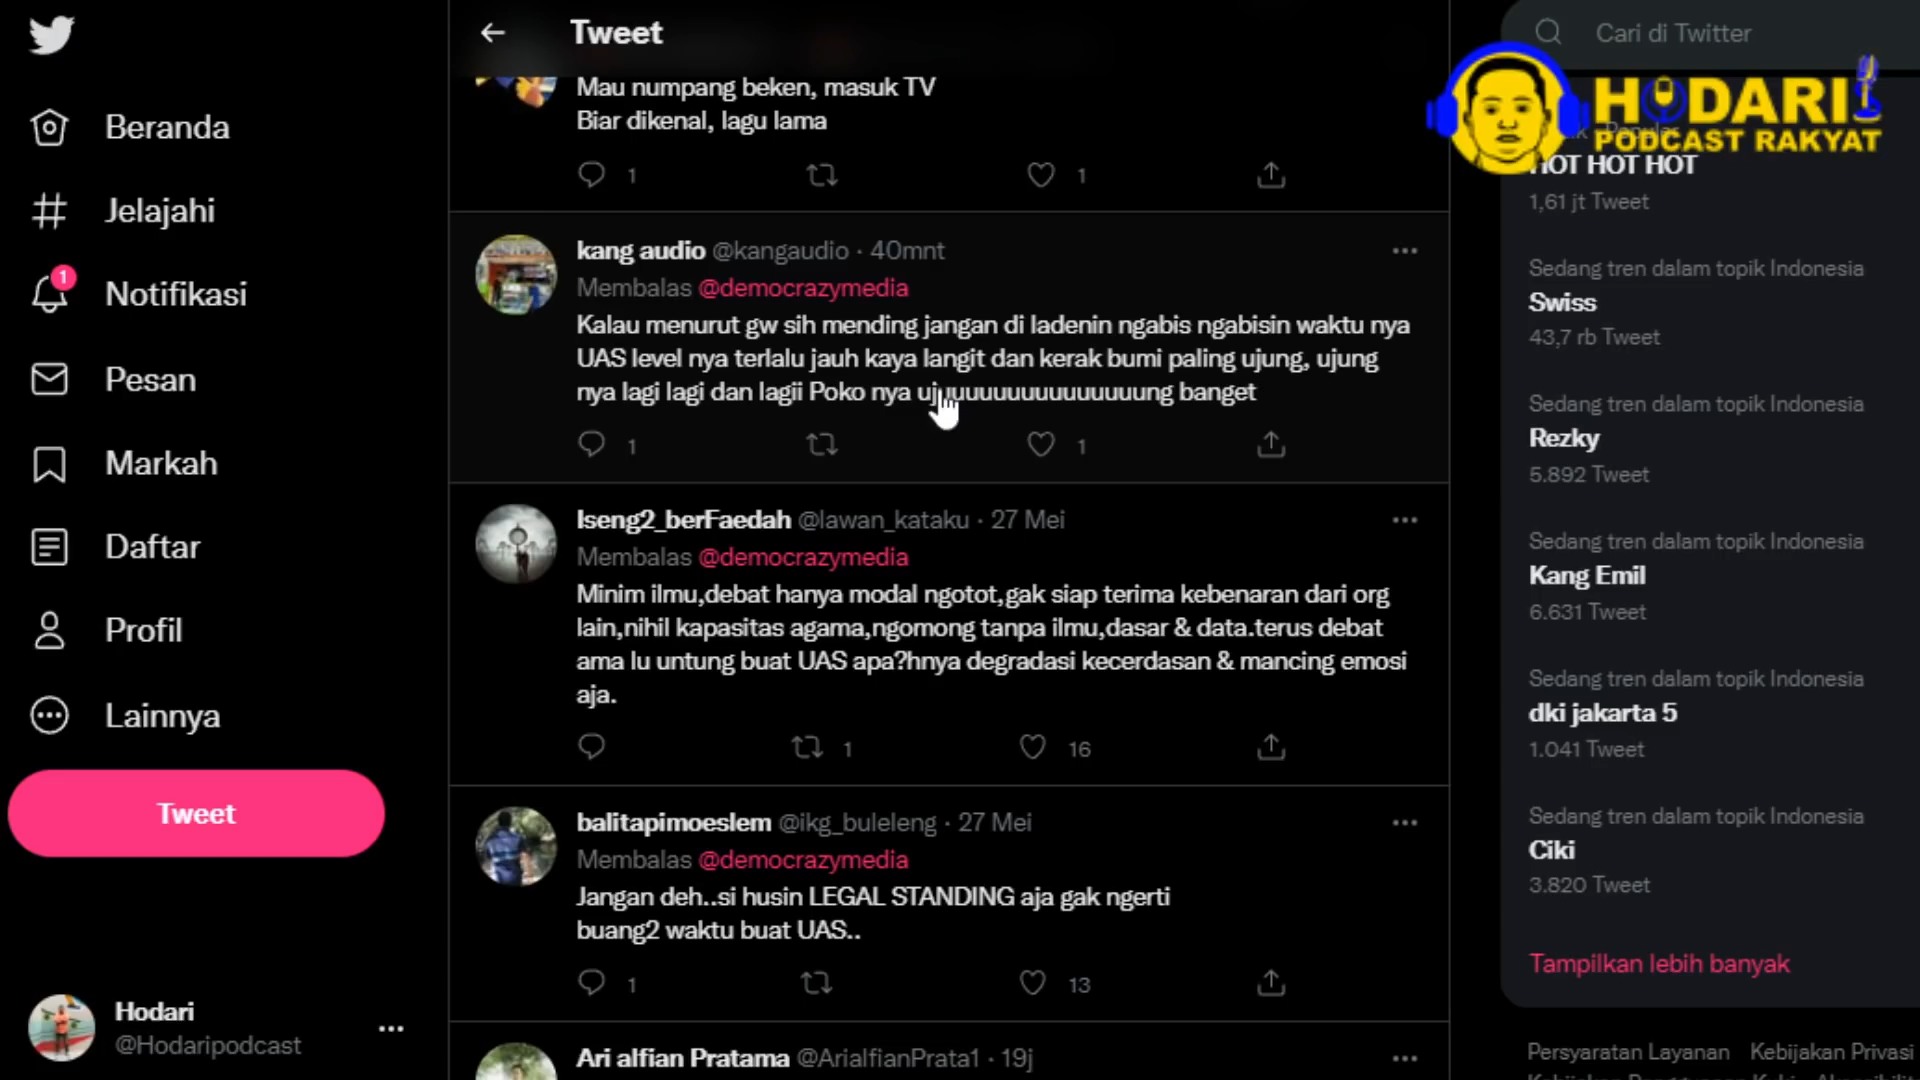 Tweet
Cari di Twitter
HODARI
PODCAST RAKYAT
Beranda
Jelajahi
1
Notifikasi
Pesan
Markah
Daftar
Profil
Lainnya
Tweet
Hodari
@Hodaripodcast
Mau numpang beken, masuk TV
Biar dikenal, lagu lama
1 1
kang audio @kangaudio · 40mnt
Membalas @democrazymedia
Kalau menurut gw sih mending jangan di ladenin ngabis ngabisin waktu nya
UAS level nya terlalu jauh kaya langit dan kerak bumi paling ujung, ujung
nya lagi lagi dan lagii Poko nya ujuuuuuuuuuuuuuuuung banget
1 1
Iseng2_berFaedah @lawan_kataku · 27 Mei
Membalas @democrazymedia
Minim ilmu,debat hanya modal ngotot,gak siap terima kebenaran dari org
lain,nihil kapasitas agama,ngomong tanpa ilmu,dasar & data.terus debat
ama lu untung buat UAS apa?hnya degradasi kecerdasan & mancing emosi
aja.
1 16
balitapimoeslem @ikg_buleleng · 27 Mei
Membalas @democrazymedia
Jangan deh..si husin LEGAL STANDING aja gak ngerti
buang2 waktu buat UAS..
1 13
Ari alfian Pratama @ArialfianPrata1 · 19j
HOT HOT HOT
1,61 jt Tweet
Sedang tren dalam topik Indonesia
Swiss
43,7 rb Tweet
Sedang tren dalam topik Indonesia
Rezky
5.892 Tweet
Sedang tren dalam topik Indonesia
Kang Emil
6.631 Tweet
Sedang tren dalam topik Indonesia
dki jakarta 5
1.041 Tweet
Sedang tren dalam topik Indonesia
Ciki
3.820 Tweet
Tampilkan lebih banyak
Persyaratan Layanan Kebijakan Privasi